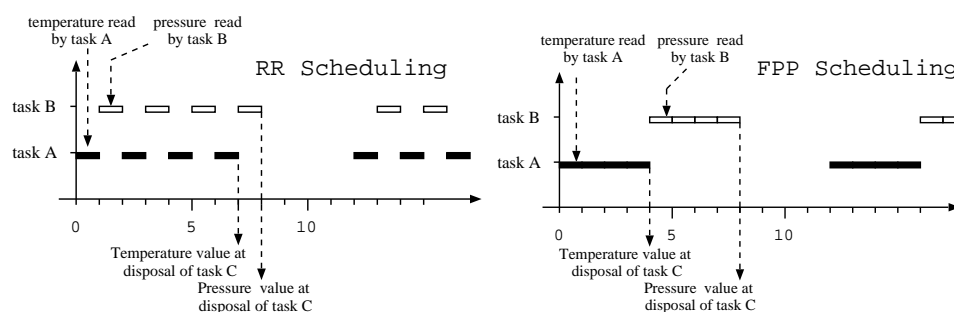 temperature read
by task A
pressure read
by task B
RR Scheduling
task B
task A
0
5
10
Temperature value at
disposal of task C
Pressure value at
disposal of task C
temperature read
by task A
pressure read
by task B
FPP Scheduling
task B
task A
0
5
10
Temperature value at
disposal of task C
Pressure value at
disposal of task C